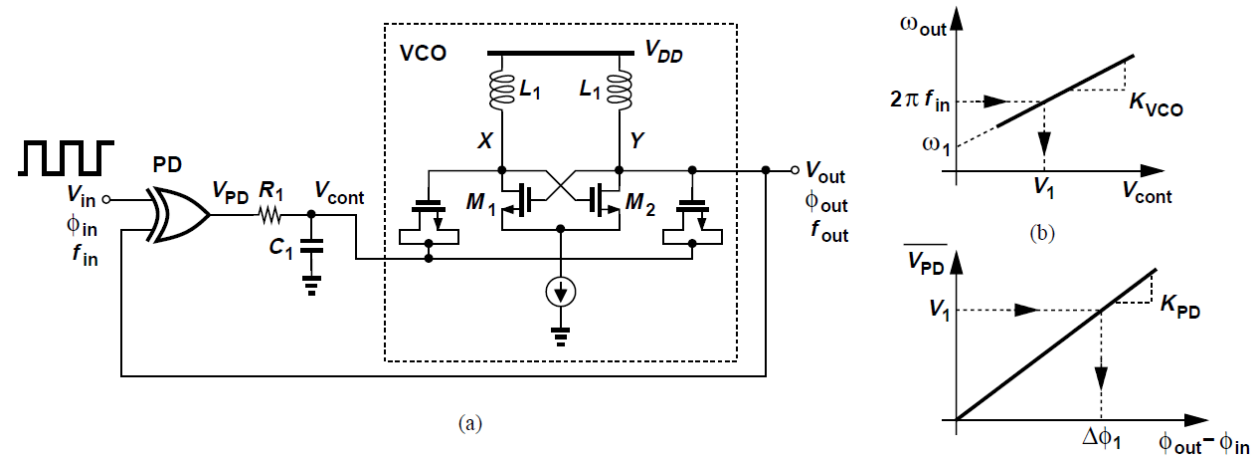 VCO
V_DD
L_1
L_1
X
Y
PD
V_in
ϕ_in
f_in
V_PD
R_1
V_cont
C_1
M_1
M_2
V_out
ϕ_out
f_out
(a)
ω_out
2π f_in
K_VCO
ω_1
V_1
V_cont
(b)
V_PD
V_1
K_PD
Δϕ_1
ϕ_out − ϕ_in